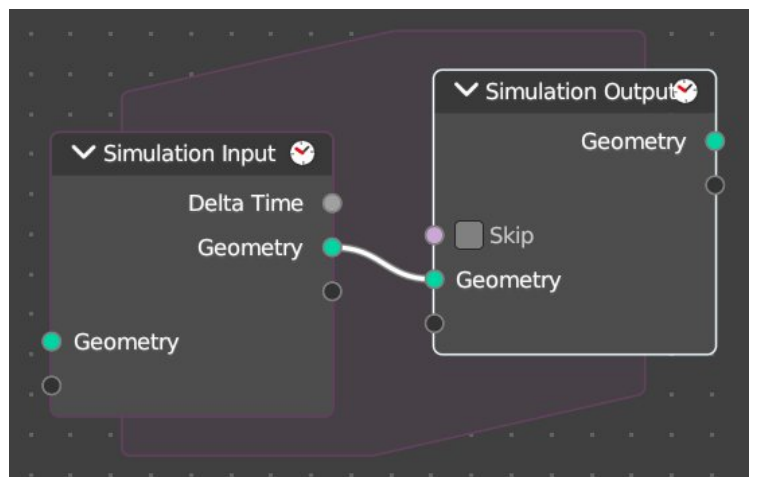 Simulation Input
Delta Time
Geometry
Geometry
Simulation Output
Geometry
Skip
Geometry